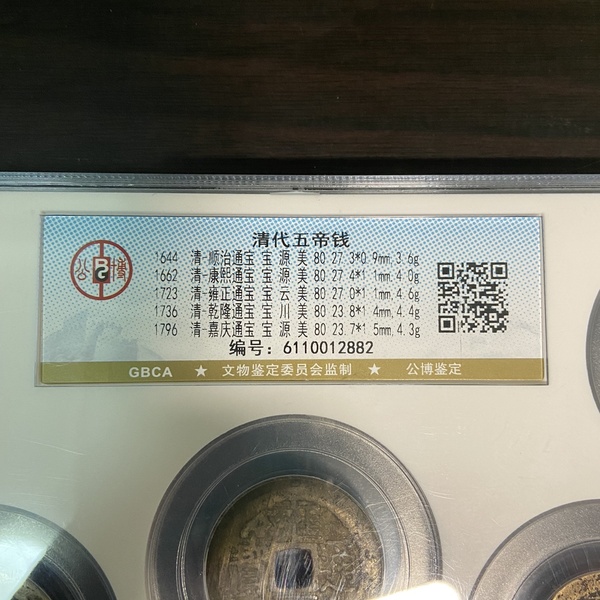 清代五帝钱
1644 清-顺治通宝 宝 源 美 80 27.3*0.9mm,3.6g
1662 清-康熙通宝 宝 源 美 80 27.4*1.1mm,4.0g
1723 清-雍正通宝 宝 云 美 80 27.0*1.1mm,4.6g
1736 清-乾隆通宝 宝 川 美 80 23.8*1.4mm,4.4g
1796 清-嘉庆通宝 宝 源 美 80 23.7*1.5mm,4.3g
编号：6110012882
GBCA ★ 文物鉴定委员会监制 ★ 公博鉴定
公博